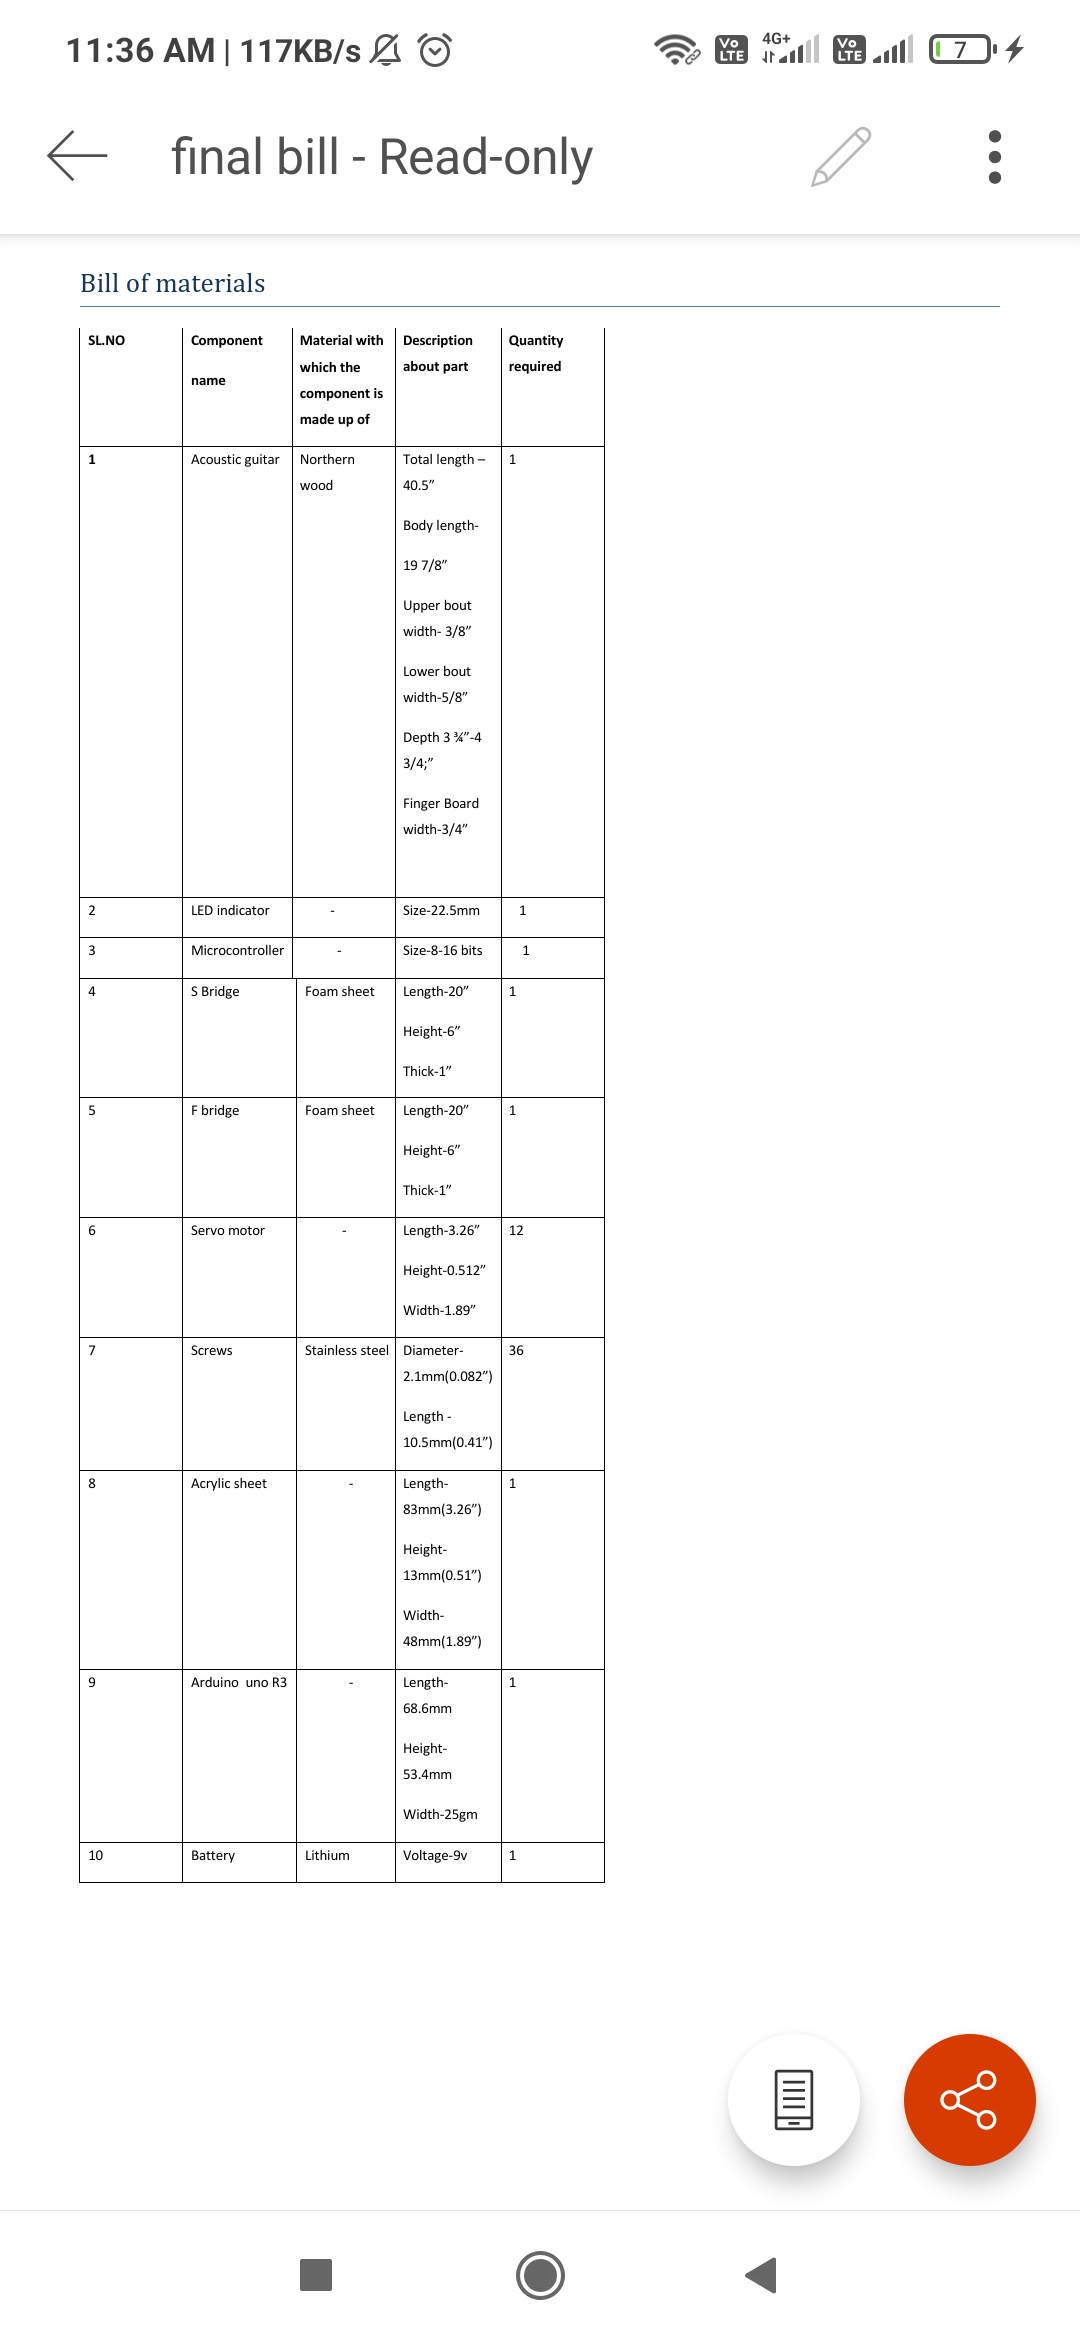 11:36 AM | 117KB/s
Vo LTE 4G+ Vo LTE 7
final bill - Read-only
Bill of materials
SL.NO
Component
name
Material with
which the
component is
made up of
Description
about part
Quantity
required
1
Acoustic guitar
Northern
wood
Total length –
40.5”
Body length-
19 7/8”
Upper bout
width- 3/8”
Lower bout
width-5/8”
Depth 3 ¾”-4
3/4;”
Finger Board
width-3/4”
1
2
LED indicator
-
Size-22.5mm
1
3
Microcontroller
-
Size-8-16 bits
1
4
S Bridge
Foam sheet
Length-20”
Height-6”
Thick-1”
1
5
F bridge
Foam sheet
Length-20”
Height-6”
Thick-1”
1
6
Servo motor
-
Length-3.26”
Height-0.512”
Width-1.89”
12
7
Screws
Stainless steel
Diameter-
2.1mm(0.082”)
Length -
10.5mm(0.41”)
36
8
Acrylic sheet
-
Length-
83mm(3.26”)
Height-
13mm(0.51”)
Width-
48mm(1.89”)
1
9
Arduino  uno R3
-
Length-
68.6mm
Height-
53.4mm
Width-25gm
1
10
Battery
Lithium
Voltage-9v
1